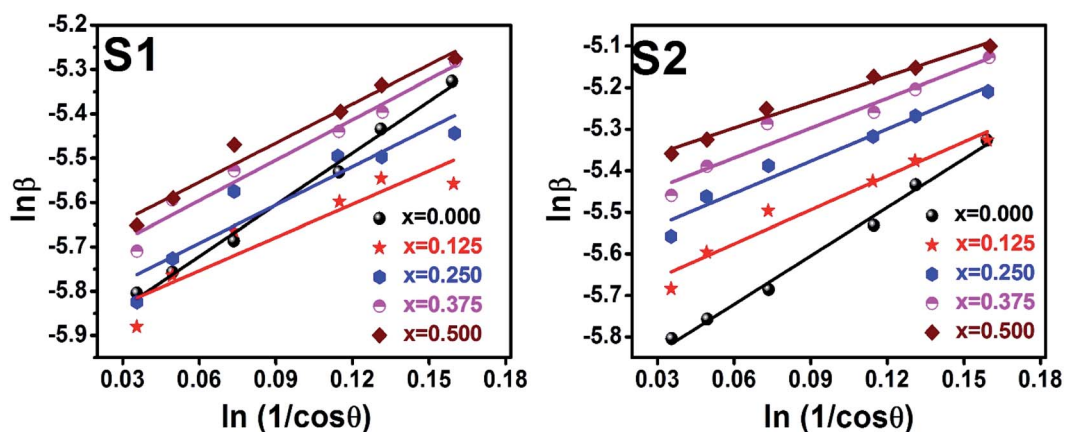 S1
lnβ
-5.2
-5.3
-5.4
-5.5
-5.6
-5.7
-5.8
-5.9
x=0.000
x=0.125
x=0.250
x=0.375
x=0.500
0.03 0.06 0.09 0.12 0.15 0.18
ln (1/cosθ)
S2
lnβ
-5.1
-5.2
-5.3
-5.4
-5.5
-5.6
-5.7
-5.8
x=0.000
x=0.125
x=0.250
x=0.375
x=0.500
0.03 0.06 0.09 0.12 0.15 0.18
ln (1/cosθ)